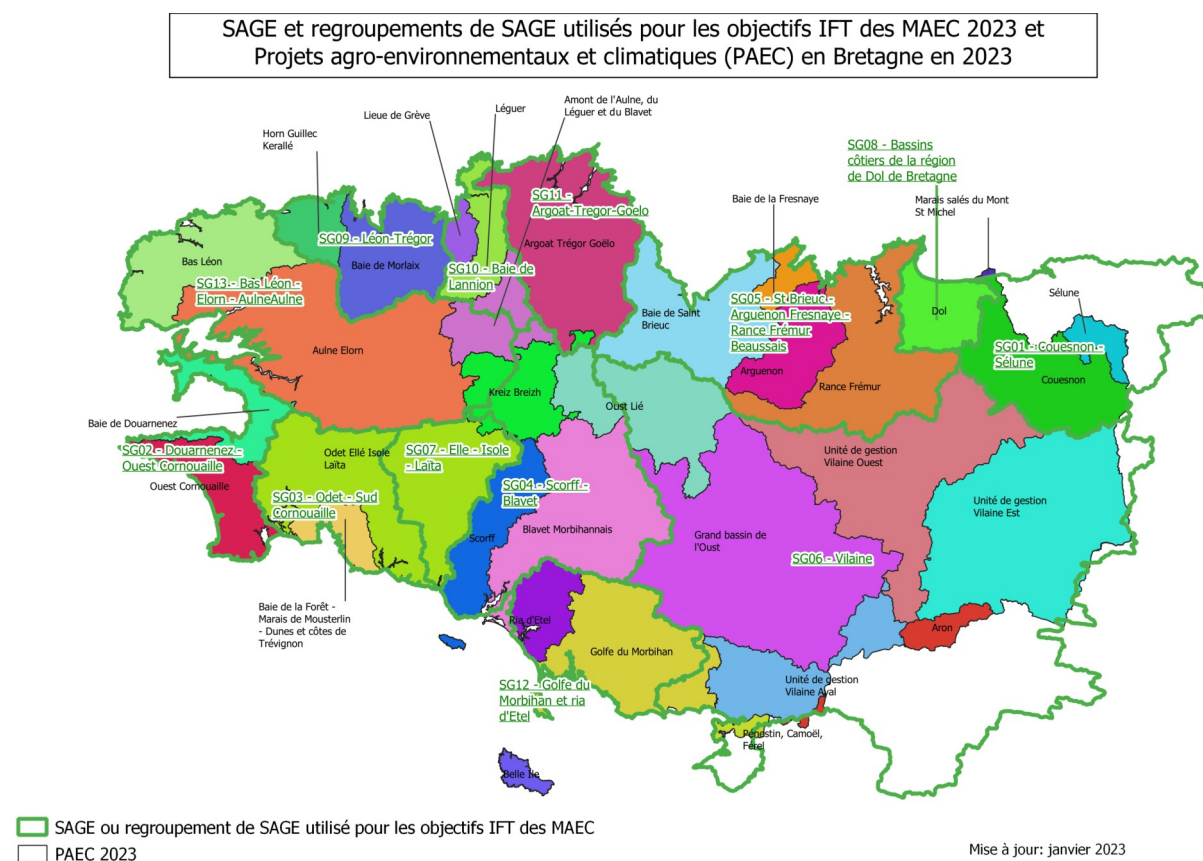 SAGE et regroupements de SAGE utilisés pour les objectifs IFT des MAEC 2023 et
Projets agro-environnementaux et climatiques (PAEC) en Bretagne en 2023
Amont de l'Aulne, du
Léguer et du Blavet
Léguer
Lieue de Grève
Horn Guillec
Kerallé
SG08 - Bassins
côtiers de la région
de Dol de Bretagne
Baie de la Fresnaye
Marais salés du Mont
St Michel
SG11 -
Argoat-Tregor-Goelo
Argoat Trégor Goëlo
SG09 - Léon-Trégor
Baie de Morlaix
Bas Léon
SG10 - Baie de
Lannion
SG13 - Bas Léon -
Elorn - AulneAulne
Sélune
SG05 - St Brieuc -
Arguenon Fresnaye -
Rance Frémur
Beaussais
Baie de Saint
Brieuc
Dol
SG01 - Couesnon -
Sélune
Aulne Elorn
Arguenon
Rance Frémur
Couesnon
Kreiz Breizh
Oust Lié
Baie de Douarnenez
SG02 - Douarnenez -
Ouest Cornouaille
Ouest Cornouaille
Odet Ellé Isole
Laïta
SG07 - Elle - Isole
- Laïta
Unité de gestion
Vilaine Ouest
SG03 - Odet - Sud
Cornouaille
SG04 - Scorff -
Blavet
Unité de gestion
Vilaine Est
Blavet Morbihannais
Scorff
Grand bassin de
l'Oust
SG06 - Vilaine
Baie de la Forêt -
Marais de Mousterlin
- Dunes et côtes de
Trévignon
Ria d'Etel
Aron
Golfe du Morbihan
SG12 - Golfe du
Morbihan et ria
d'Etel
Unité de gestion
Vilaine Aval
Pénestin, Camoël,
Férel
Belle Ile
SAGE ou regroupement de SAGE utilisé pour les objectifs IFT des MAEC
PAEC 2023
Mise à jour: janvier 2023